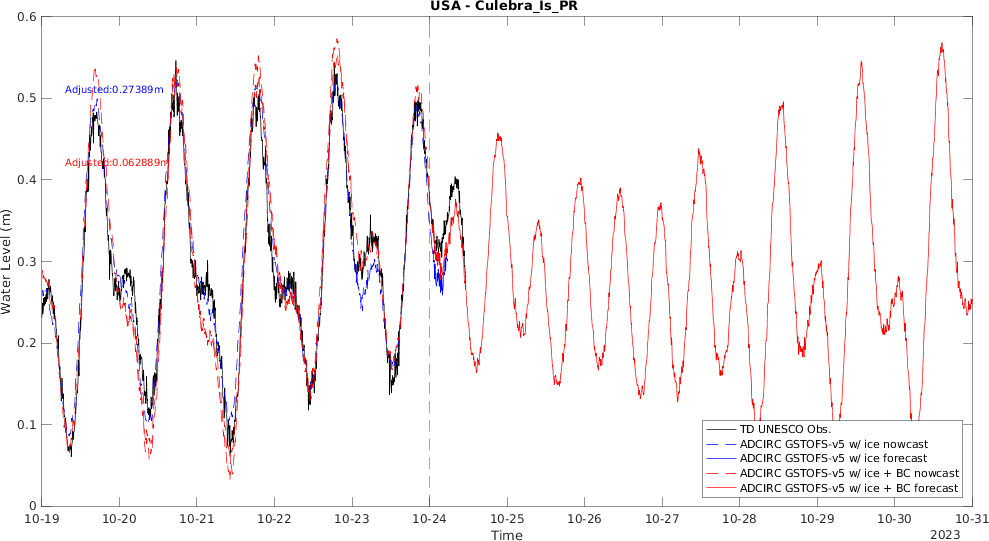 USA - Culebra_Is_PR
0.6
0.5
0.4
0.3
0.2
0.1
0
Water Level (m)
Adjusted:0.27389m
Adjusted:0.062889m
TD UNESCO Obs.
ADCIRC GSTOFS-v5 w/ ice nowcast
ADCIRC GSTOFS-v5 w/ ice forecast
ADCIRC GSTOFS-v5 w/ ice + BC nowcast
ADCIRC GSTOFS-v5 w/ ice + BC forecast
10-19 10-20 10-21 10-22 10-23 10-24 10-25 10-26 10-27 10-28 10-29 10-30 10-31
Time
2023